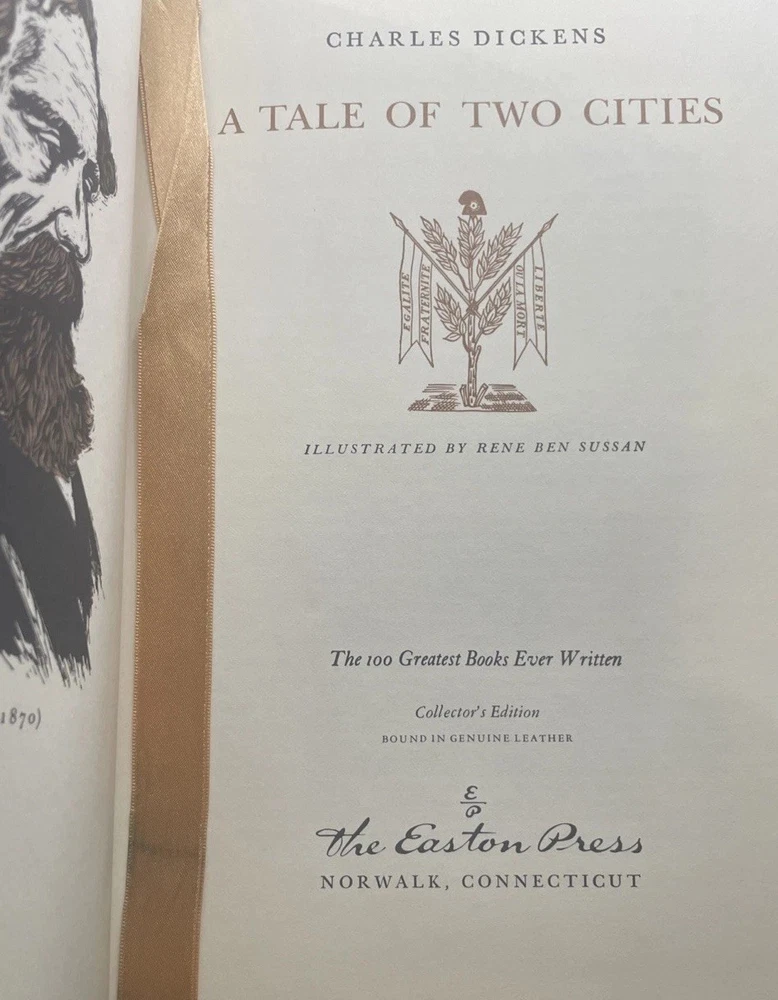 CHARLES DICKENS
A TALE OF TWO CITIES
EGALITE
FRATERNITE
OU LA MORT
LIBERTE
ILLUSTRATED BY RENE BEN SUSSAN
The 100 Greatest Books Ever Written
Collector's Edition
BOUND IN GENUINE LEATHER
E
P
The Easton Press
NORWALK, CONNECTICUT
1870)